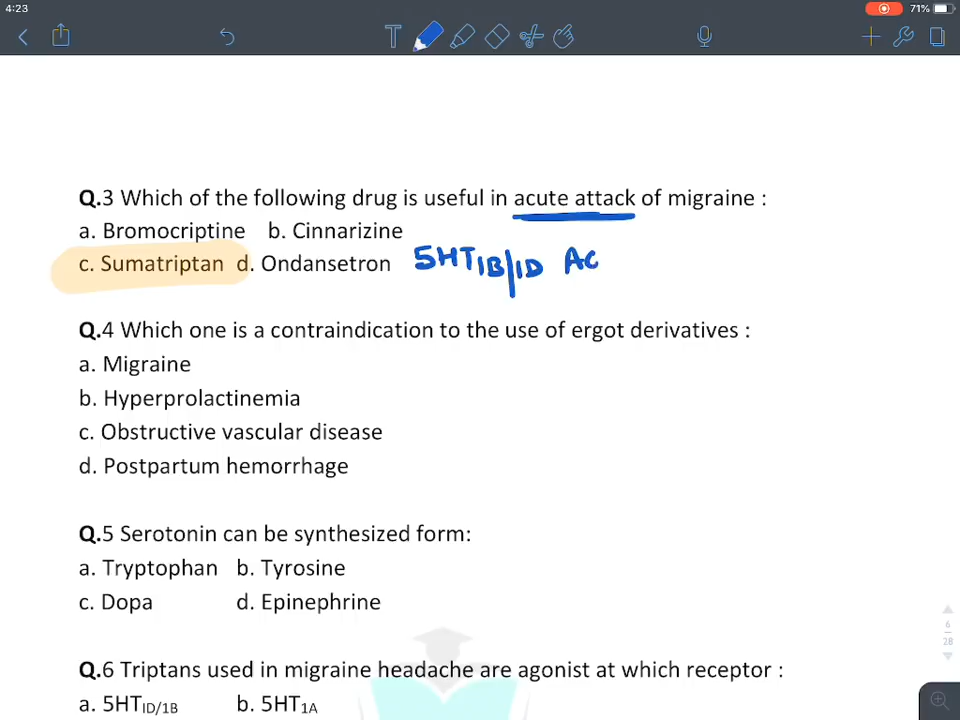 4:23
71%
T
Q.3 Which of the following drug is useful in acute attack of migraine :
a. Bromocriptine b. Cinnarizine
c. Sumatriptan d. Ondansetron 5HT1B/1D AC
Q.4 Which one is a contraindication to the use of ergot derivatives :
a. Migraine
b. Hyperprolactinemia
c. Obstructive vascular disease
d. Postpartum hemorrhage
Q.5 Serotonin can be synthesized form:
a. Tryptophan b. Tyrosine
c. Dopa d. Epinephrine
6
28
Q.6 Triptans used in migraine headache are agonist at which receptor :
a. 5HTID/1B b. 5HT1A